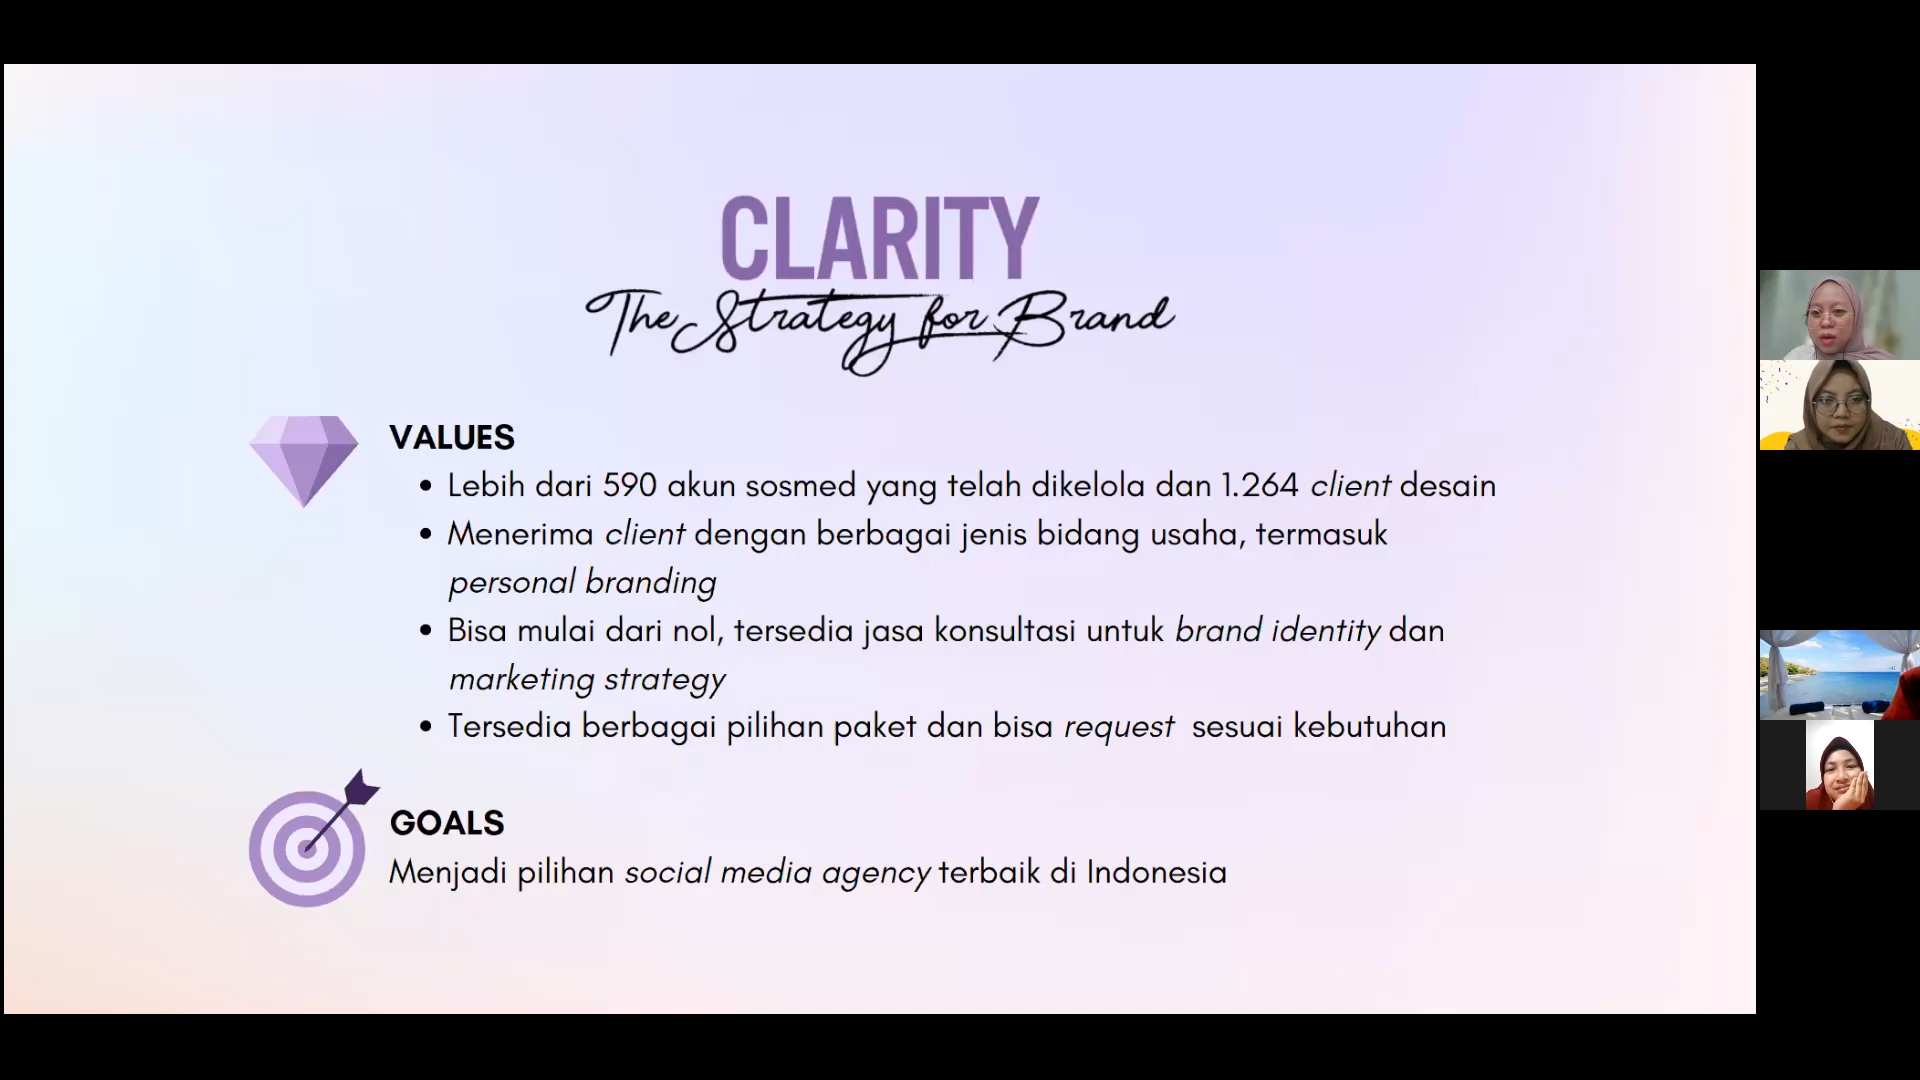 CLARITY
The Strategy for Brand
VALUES
• Lebih dari 590 akun sosmed yang telah dikelola dan 1.264 client desain
• Menerima client dengan berbagai jenis bidang usaha, termasuk
personal branding
• Bisa mulai dari nol, tersedia jasa konsultasi untuk brand identity dan
marketing strategy
• Tersedia berbagai pilihan paket dan bisa request sesuai kebutuhan
GOALS
Menjadi pilihan social media agency terbaik di Indonesia